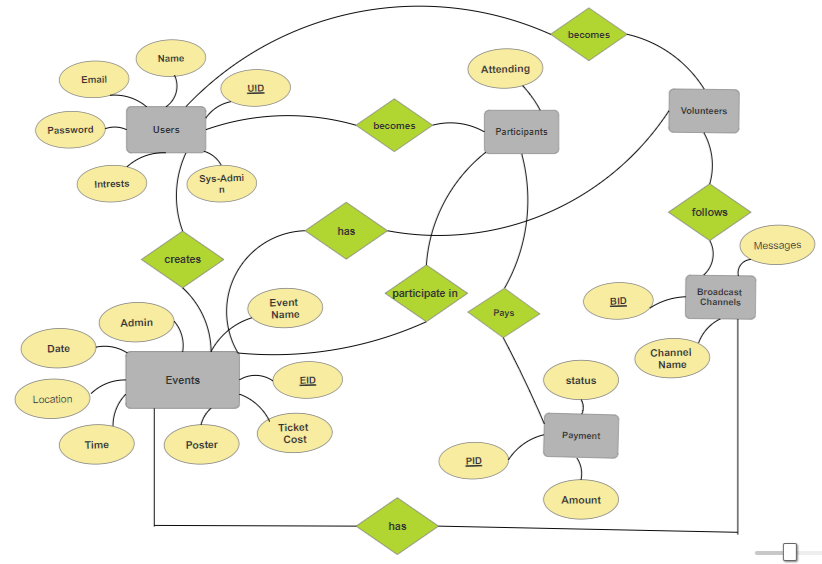 becomes
Name
Attending
Email
UID
Volunteers
Users
becomes
Participants
Password
Intrests
Sys-Admi
n
follows
has
Messages
creates
participate in
Broadcast
Channels
BID
Event
Name
Pays
Admin
Date
Channel
Name
Events
EID
status
Location
Ticket
Cost
Time
Poster
Payment
PID
Amount
has